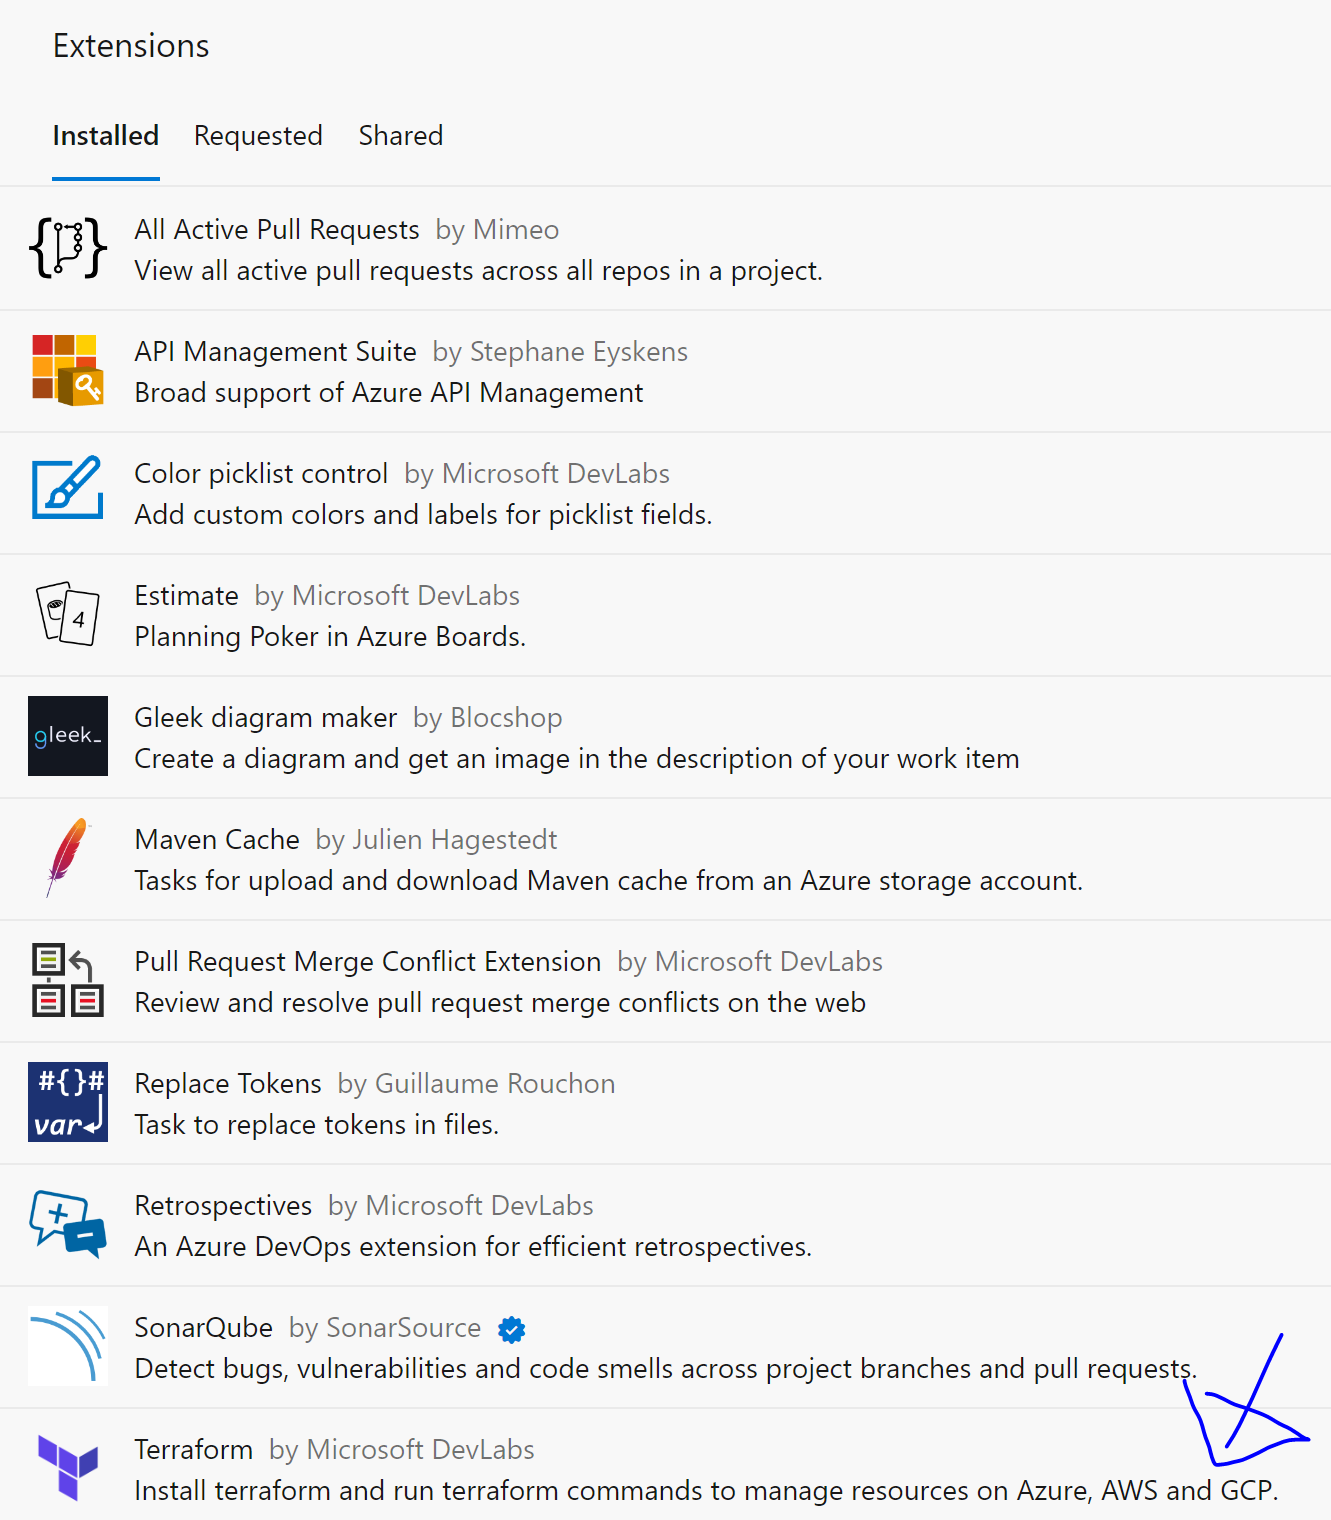 Extensions
Installed Requested Shared
All Active Pull Requests by Mimeo
View all active pull requests across all repos in a project.
API Management Suite by Stephane Eyskens
Broad support of Azure API Management
Color picklist control by Microsoft DevLabs
Add custom colors and labels for picklist fields.
4
Estimate by Microsoft DevLabs
Planning Poker in Azure Boards.
gleek_
Gleek diagram maker by Blocshop
Create a diagram and get an image in the description of your work item
Maven Cache by Julien Hagestedt
Tasks for upload and download Maven cache from an Azure storage account.
Pull Request Merge Conflict Extension by Microsoft DevLabs
Review and resolve pull request merge conflicts on the web
#{}#
var
Replace Tokens by Guillaume Rouchon
Task to replace tokens in files.
Retrospectives by Microsoft DevLabs
An Azure DevOps extension for efficient retrospectives.
SonarQube by SonarSource
Detect bugs, vulnerabilities and code smells across project branches and pull requests.
Terraform by Microsoft DevLabs
Install terraform and run terraform commands to manage resources on Azure, AWS and GCP.